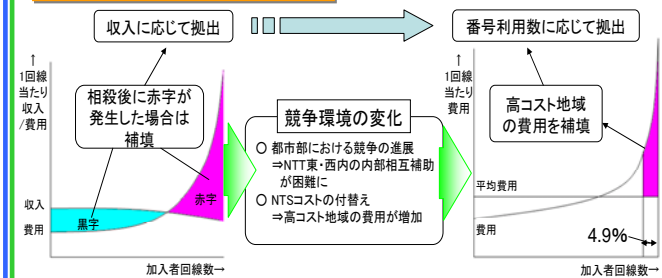 収入に応じて拠出
番号利用数に応じて拠出
↑
1回線
当たり
収入
/費用
相殺後に赤字が
発生した場合は
補填
赤字
収入
黒字
費用
加入者回線数→
競争環境の変化
○ 都市部における競争の進展
⇒NTT東・西内の内部相互補助
が困難に
○ NTSコストの付替え
⇒高コスト地域の費用が増加
↑
1回線
当たり
費用
高コスト地域
の費用を補填
平均費用
費用
4.9%
加入者回線数→